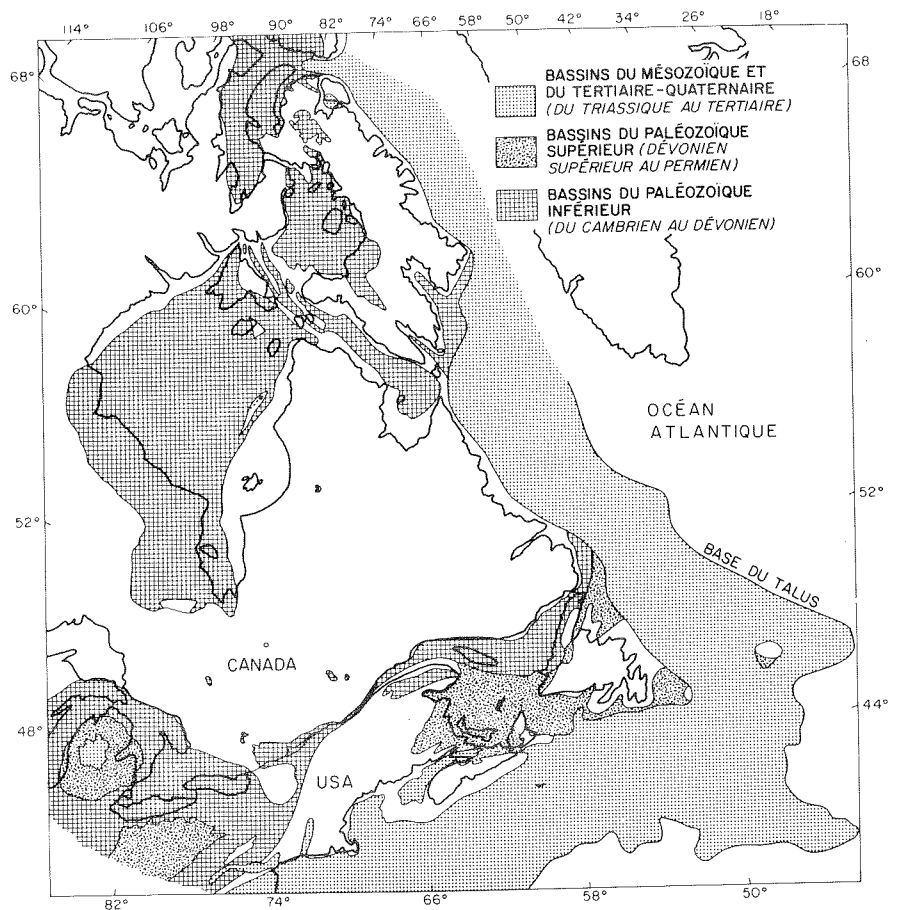 114° 106° 98° 90° 82° 74° 66° 58° 50° 42° 34° 26° 18°
68°
68
BASSINS DU MÉSOZOÏQUE ET
DU TERTIAIRE-QUATERNAIRE
(DU TRIASSIQUE AU TERTIAIRE)
BASSINS DU PALÉOZOÏQUE
SUPÉRIEUR (DÉVONIEN
SUPÉRIEUR AU PERMIEN)
BASSINS DU PALÉOZOÏQUE
INFÉRIEUR
(DU CAMBRIEN AU DÉVONIEN)
60°
60°
OCÉAN
ATLANTIQUE
52°
52°
BASE DU TALUS
CANADA
44°
48°
USA
82° 74° 66° 58° 50°